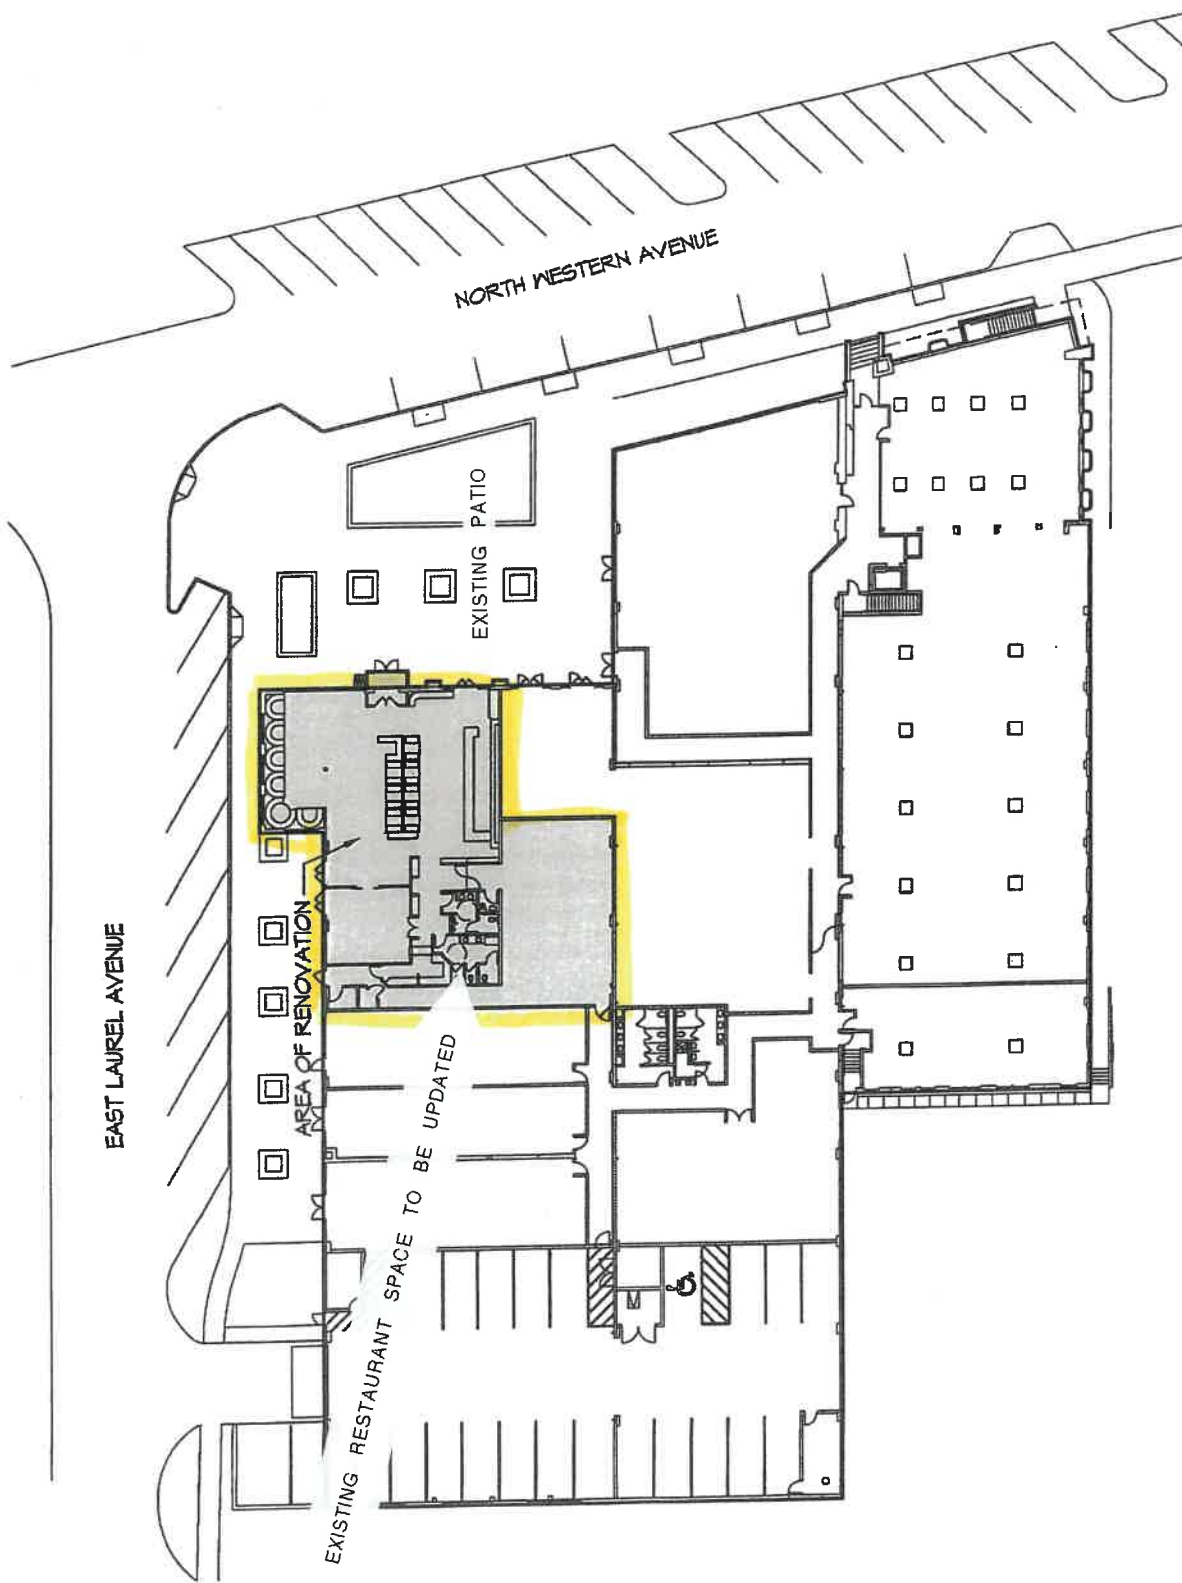 NORTH WESTERN AVENUE
EXISTING PATIO
EAST LAUREL AVENUE
AREA OF RENOVATION
EXISTING RESTAURANT SPACE TO BE UPDATED
M